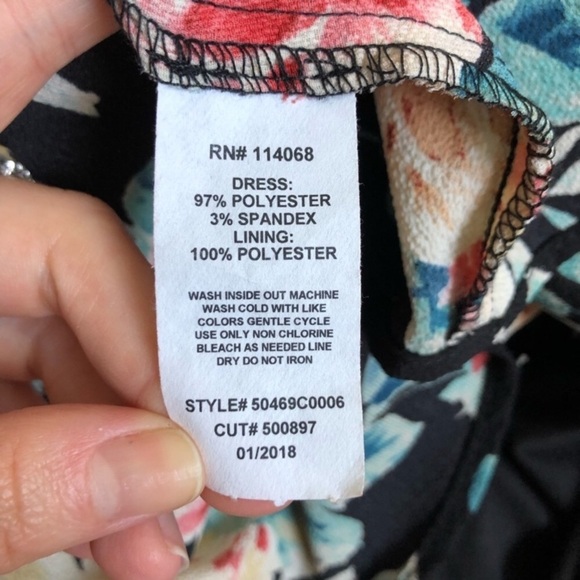 RN# 114068
DRESS:
97% POLYESTER
3% SPANDEX
LINING:
100% POLYESTER
WASH INSIDE OUT MACHINE
WASH COLD WITH LIKE
COLORS GENTLE CYCLE
USE ONLY NON CHLORINE
BLEACH AS NEEDED LINE
DRY DO NOT IRON
STYLE# 50469C0006
CUT# 500897
01/2018